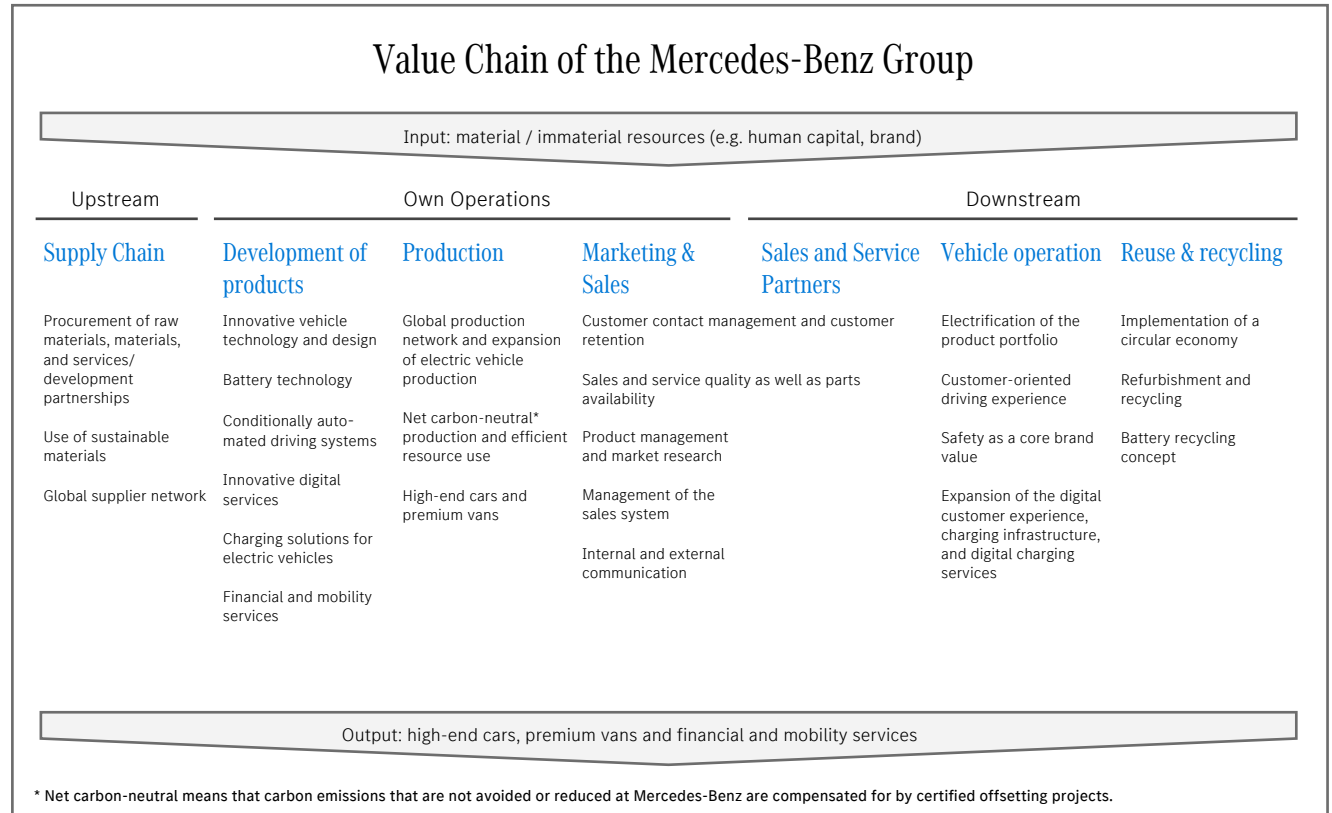 Value Chain of the Mercedes-Benz Group
Input: material / immaterial resources (e.g. human capital, brand)
Upstream
Own Operations
Downstream
Supply Chain
Procurement of raw
materials, materials,
and services/
development
partnerships
Use of sustainable
materials
Global supplier network
Development of
products
Innovative vehicle
technology and design
Battery technology
Conditionally auto-
mated driving systems
Innovative digital
services
Charging solutions for
electric vehicles
Financial and mobility
services
Production
Global production
network and expansion
of electric vehicle
production
Net carbon-neutral*
production and efficient
resource use
High-end cars and
premium vans
Marketing &
Sales
Sales and Service
Partners
Customer contact management and customer
retention
Sales and service quality as well as parts
availability
Product management
and market research
Management of the
sales system
Internal and external
communication
Vehicle operation
Electrification of the
product portfolio
Customer-oriented
driving experience
Safety as a core brand
value
Expansion of the digital
customer experience,
charging infrastructure,
and digital charging
services
Reuse & recycling
Implementation of a
circular economy
Refurbishment and
recycling
Battery recycling
concept
Output: high-end cars, premium vans and financial and mobility services
* Net carbon-neutral means that carbon emissions that are not avoided or reduced at Mercedes-Benz are compensated for by certified offsetting projects.